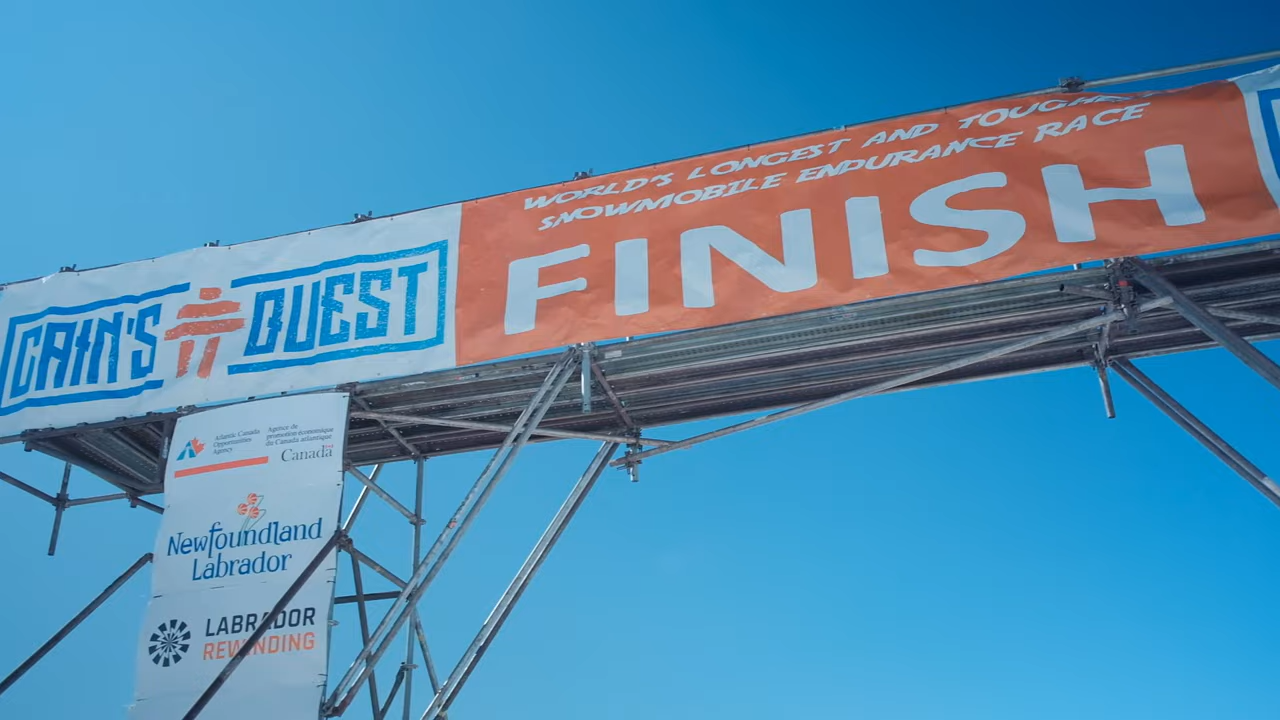 WORLD'S LONGEST AND TOUGHEST
SNOWMOBILE ENDURANCE RACE
FINISH
CAIN'S QUEST
Atlantic Canada
Opportunities
Agency
Agence de
promotion économique
du Canada atlantique
Canada
Newfoundland
Labrador
LABRADOR
REWINDING